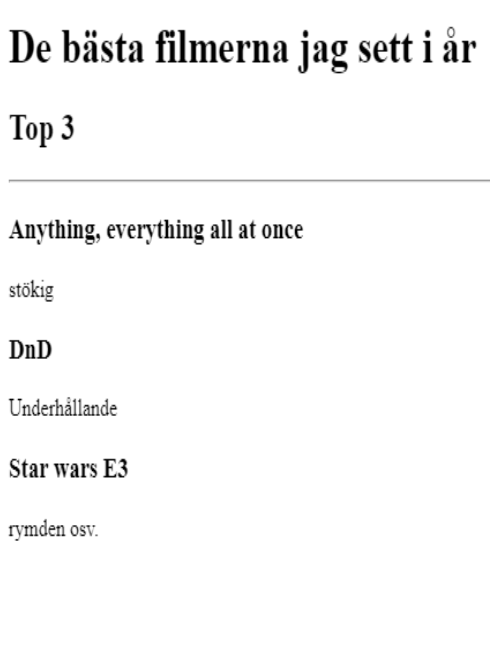 De bästa filmerna jag sett i år
Top 3
Anything, everything all at once
stökig
DnD
Underhållande
Star wars E3
rymden osv.